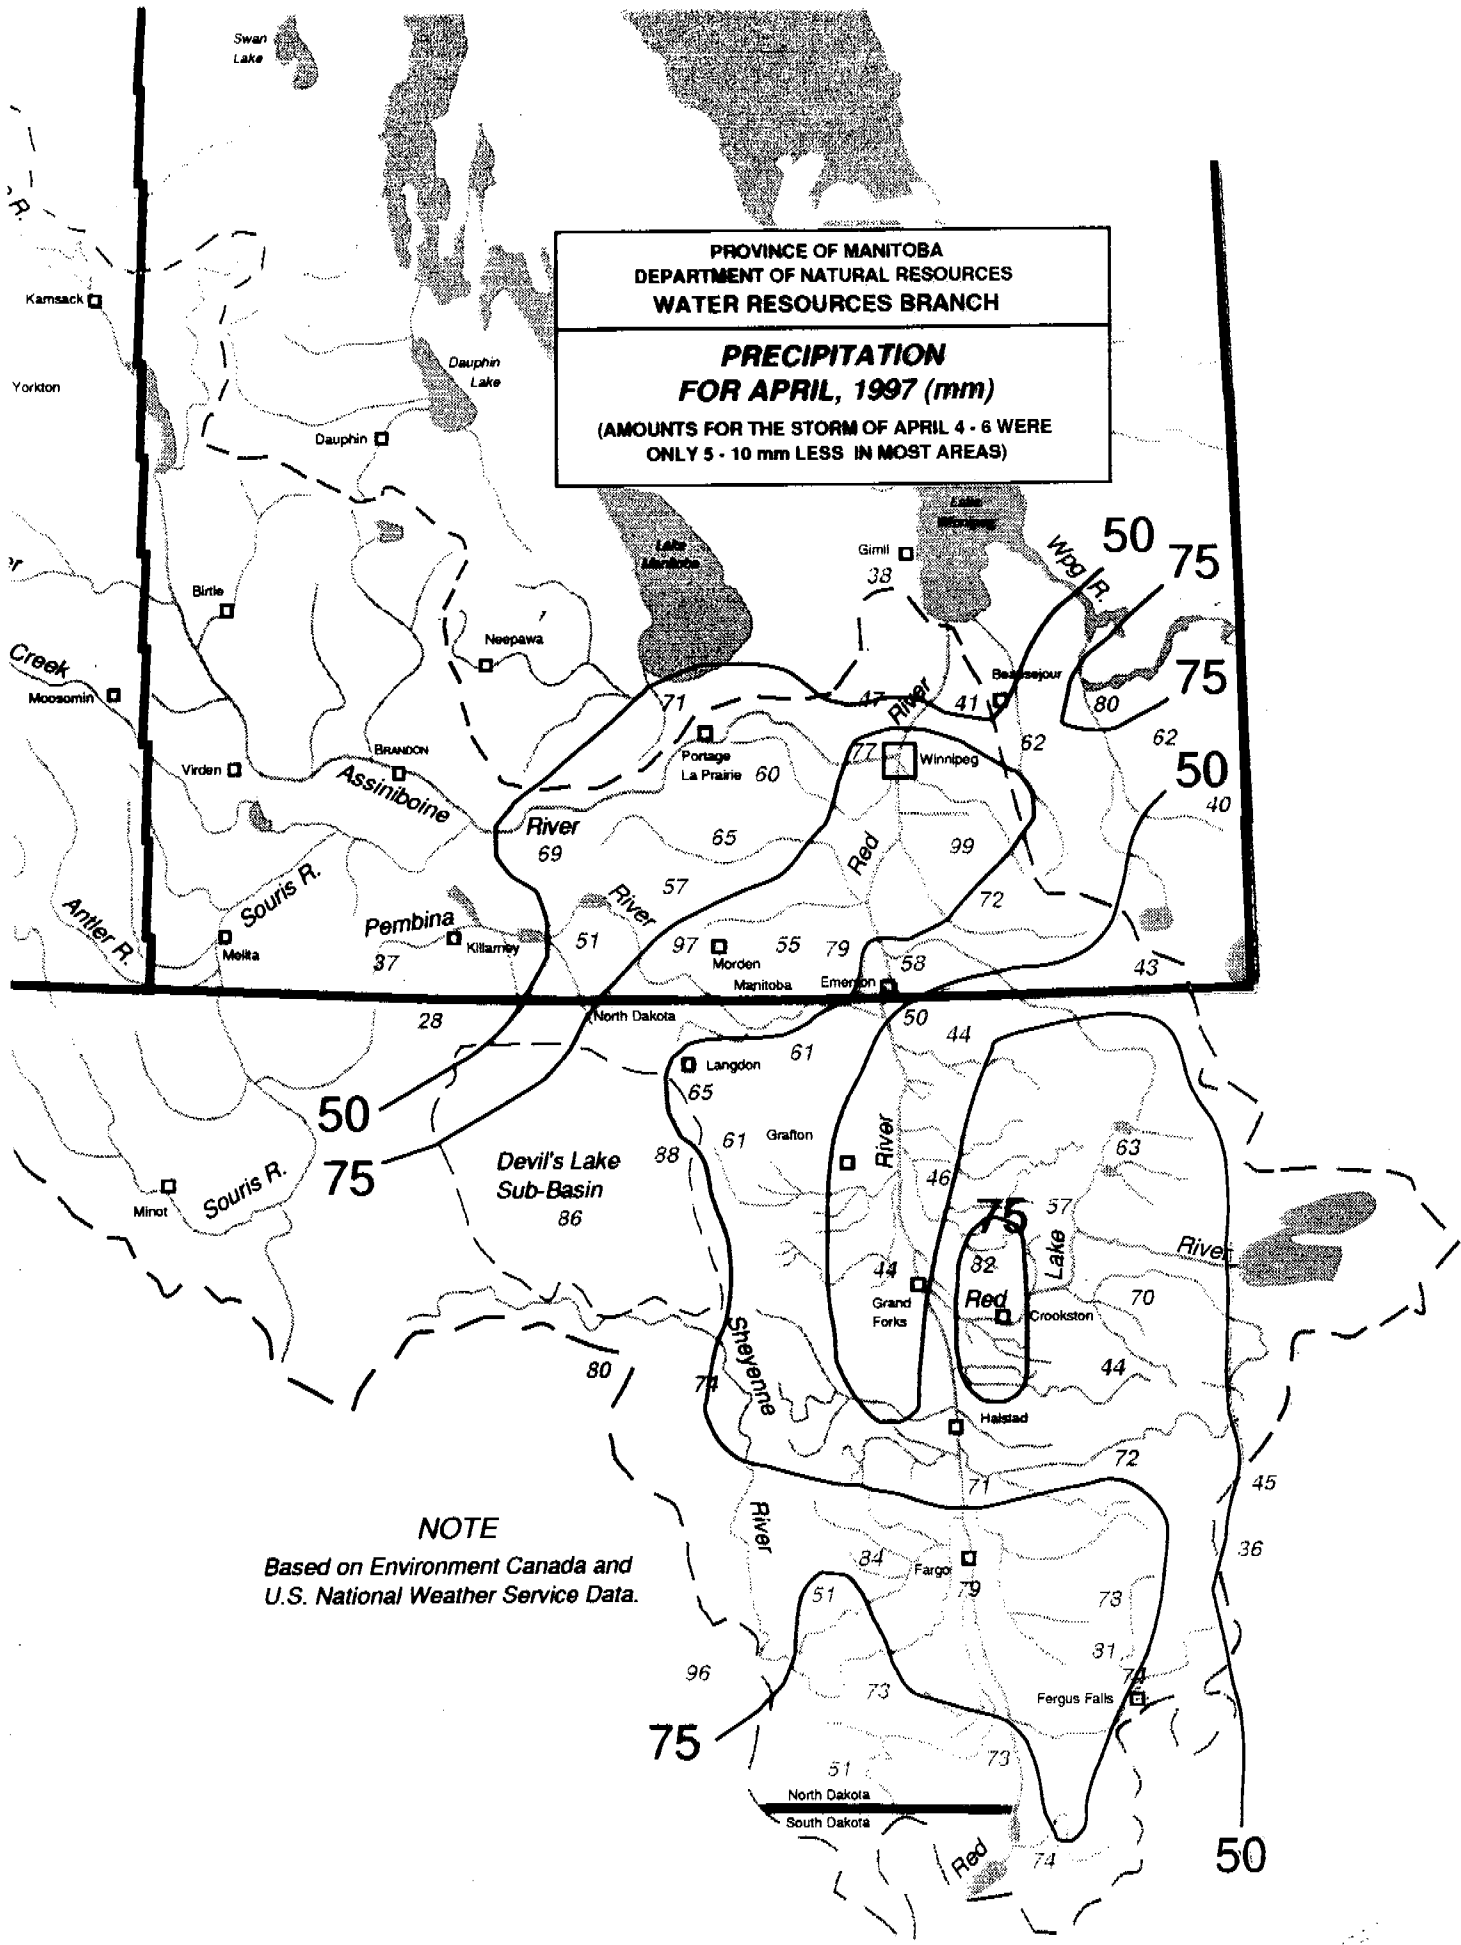 Swan
Lake
R.
PROVINCE OF MANITOBA
DEPARTMENT OF NATURAL RESOURCES
WATER RESOURCES BRANCH
PRECIPITATION
FOR APRIL, 1997 (mm)
(AMOUNTS FOR THE STORM OF APRIL 4 - 6 WERE
ONLY 5 - 10 mm LESS IN MOST AREAS)
Kamsack
Yorkton
Dauphin
Lake
Dauphin
Lake
Winnipeg
Lake
Manitoba
Gimli
38
Wpg R.
50
75
er
Birtle
Neepawa
Creek
Moosomin
71
47
River
41
Beausejour
80
75
62
62
50
40
Virden
BRANDON
Assiniboine
River
69
Portage
La Prairie
60
77
Winnipeg
65
Red
99
57
72
Antler R.
Souris R.
Melita
Pembina
Killarney
37
River
51
97
Morden
55
79
58
43
Manitoba
Emerson
28
North Dakota
50
44
61
Langdon
65
50
75
61
Grafton
88
River
63
46
57
75
Devil's Lake
Sub-Basin
86
Minot
Souris R.
44
Grand
Forks
82
Red
Lake
River
Crookston
70
44
80
74
Sheyenne
Halstad
72
71
45
River
NOTE
Based on Environment Canada and
U.S. National Weather Service Data.
84
Fargo
79
36
51
73
81
74
Fergus Falls
96
73
75
73
51
North Dakota
South Dakota
Red
74
50